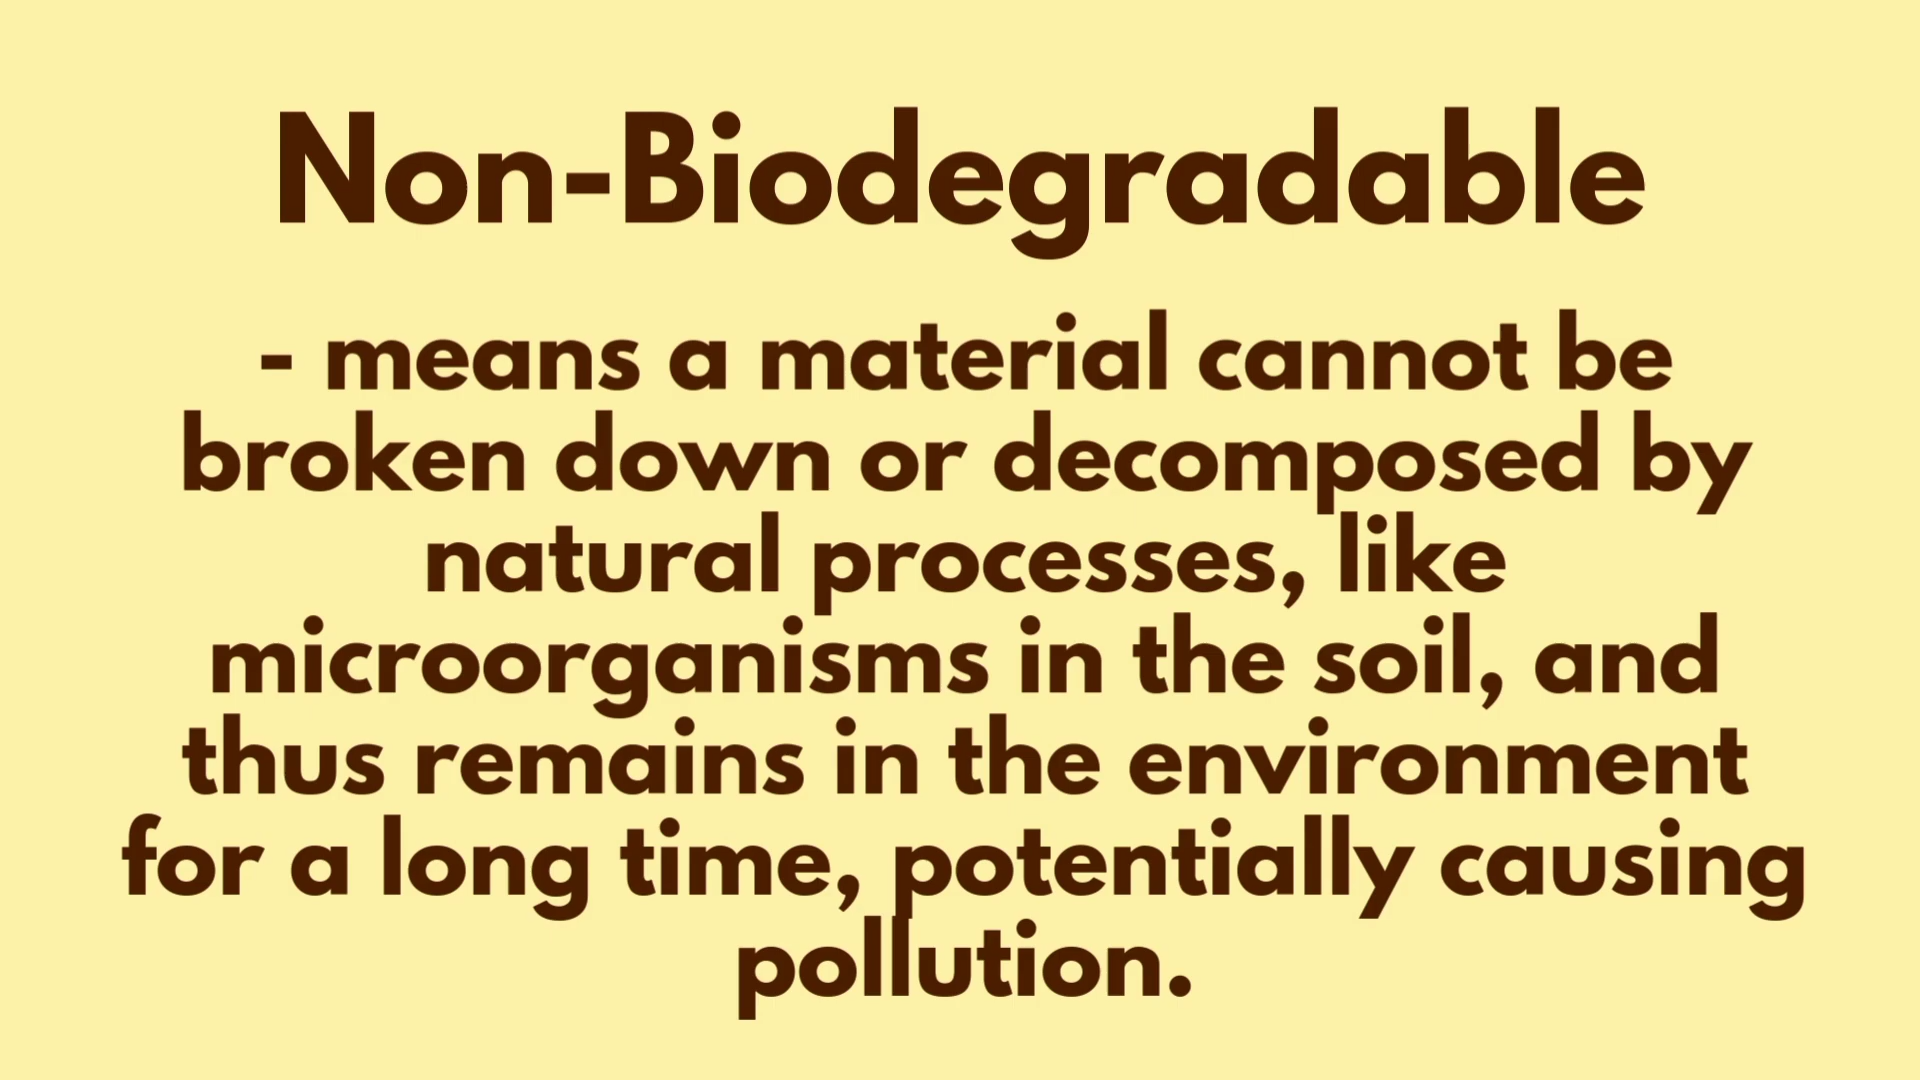 Non-Biodegradable
- means a material cannot be
broken down or decomposed by
natural processes, like
microorganisms in the soil, and
thus remains in the environment
for a long time, potentially causing
pollution.